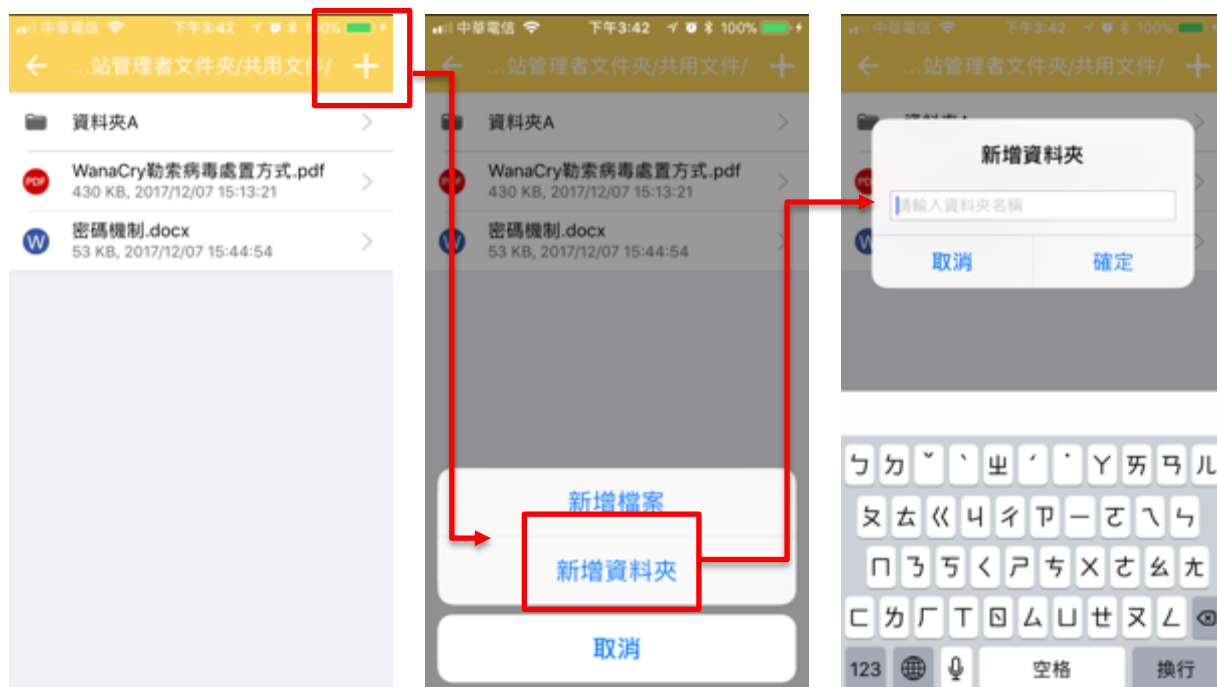 中華電信 下午3:42 100%
...站管理者文件夾/共用文件/
資料夾A
WanaCry勒索病毒處置方式.pdf
430 KB, 2017/12/07 15:13:21
密碼機制.docx
53 KB, 2017/12/07 15:44:54
中華電信 下午3:42 100%
...站管理者文件夾/共用文件/
資料夾A
PDF
WanaCry勒索病毒處置方式.pdf
430 KB, 2017/12/07 15:13:21
W
密碼機制.docx
53 KB, 2017/12/07 15:44:54
新增檔案
新增資料夾
取消
中華電信 下午3:42 100%
...站管理者文件夾/共用文件/
新增資料夾
請輸入資料夾名稱
取消 確定
ㄅ ㄉ ˇ ˋ ㄓ ˊ ˙ ㄚ ㄞ ㄢ ㄦ
ㄆ ㄊ ㄍ ㄐ ㄔ ㄗ ㄧ ㄛ ㄟ ㄣ
ㄇ ㄋ ㄎ ㄑ ㄕ ㄘ ㄨ ㄜ ㄠ ㄤ
ㄈ ㄌ ㄏ ㄒ ㄖ ㄙ ㄩ ㄝ ㄡ ㄥ
123 空格 換行